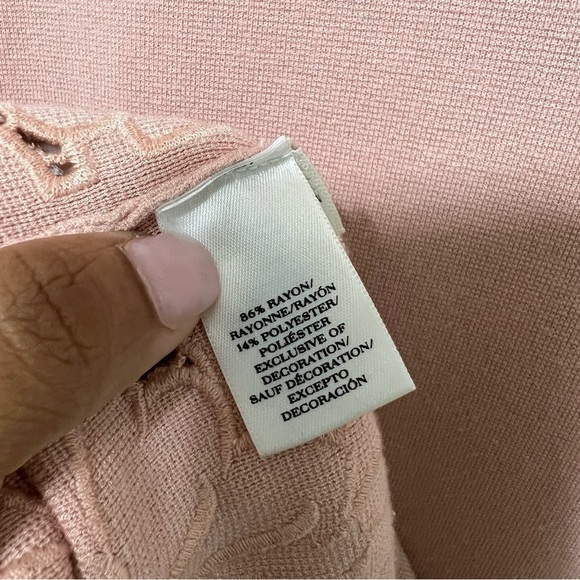 86% RAYON/
RAYONNE/RAYÓN
14% POLYESTER/
POLIÉSTER
EXCLUSIVE OF
DECORATION/
SAUF DÉCORATION/
EXCEPTO
DECORACIÓN